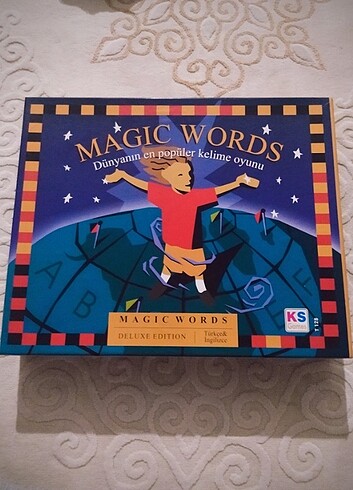 MAGIC WORDS
Dünyanın en popüler kelime oyunu
A
B
MAGIC WORDS
DELUXE EDITION
Türkçe&
İngilizce
KS
Games
T 128